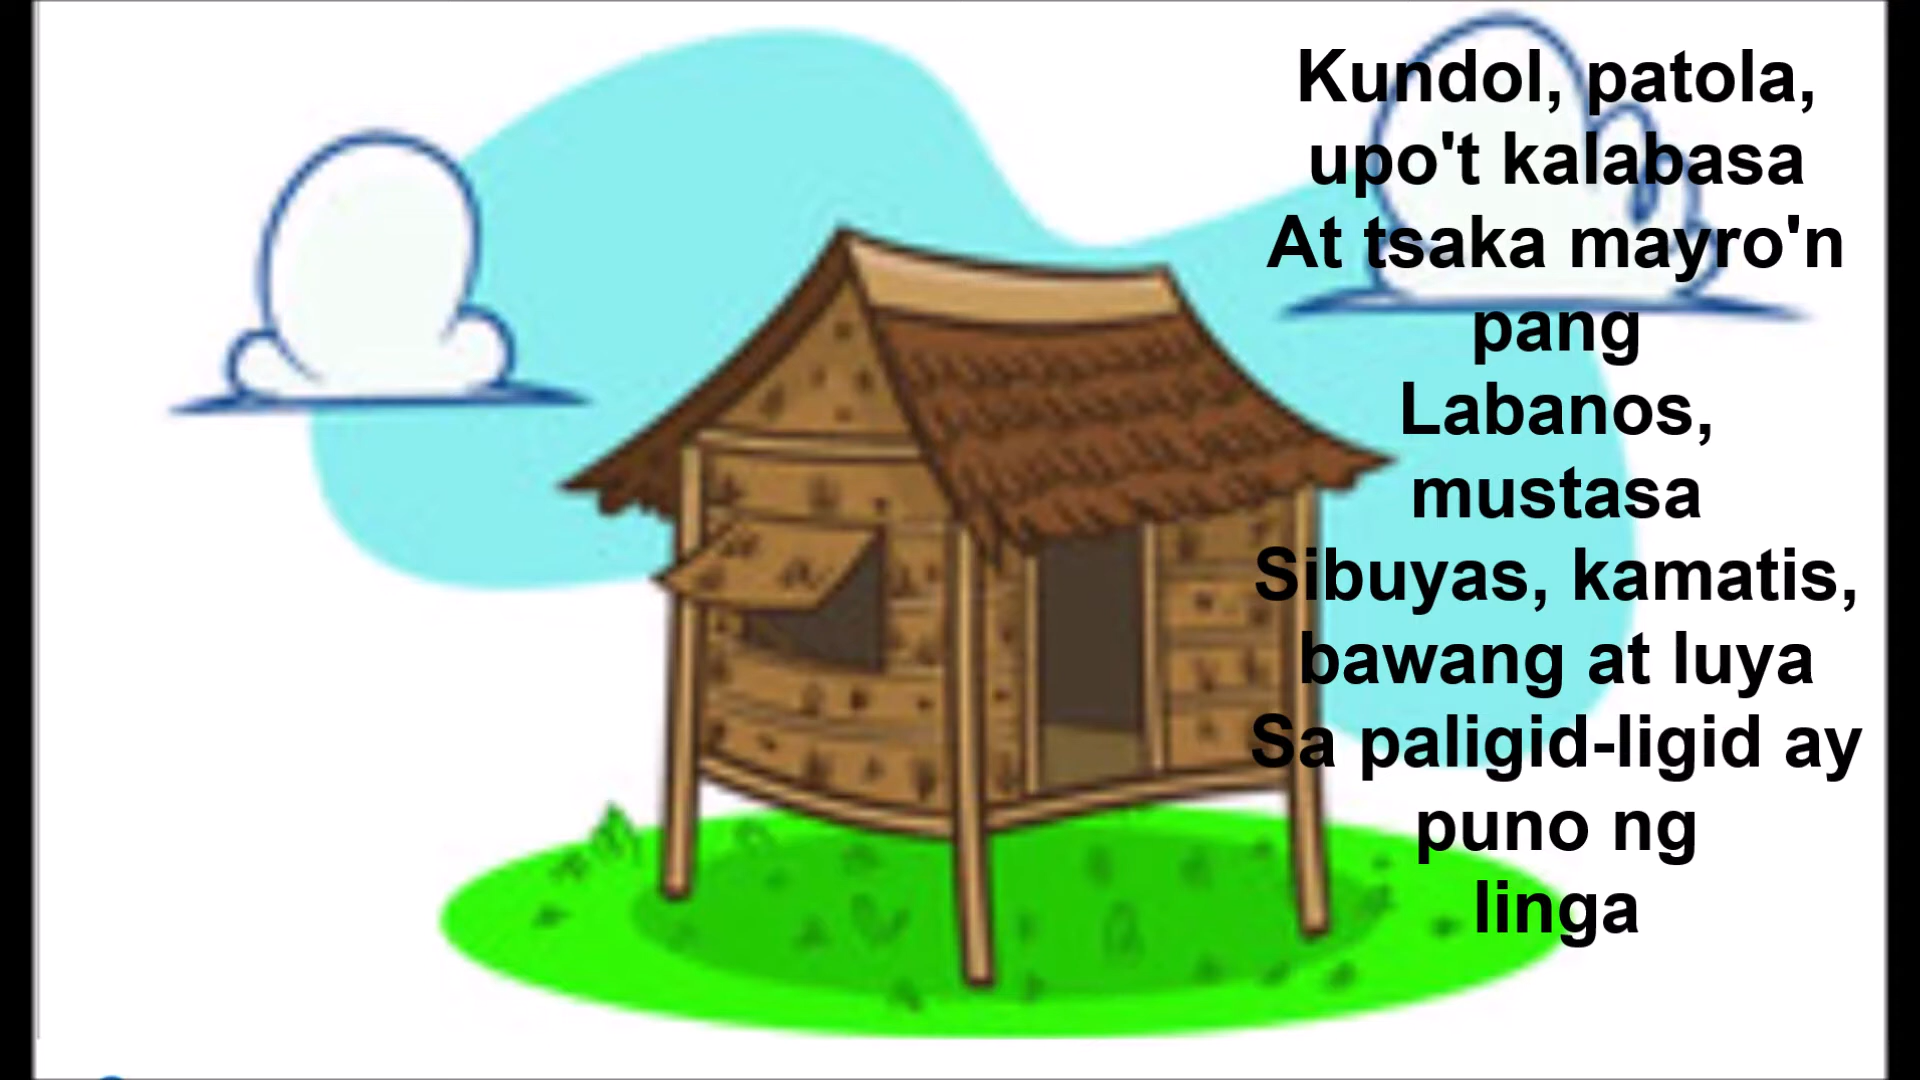 Kundol, patola,
upo't kalabasa
At tsaka mayro'n
pang
Labanos,
mustasa
Sibuyas, kamatis,
bawang at luya
Sa paligid-ligid ay
puno ng
linga